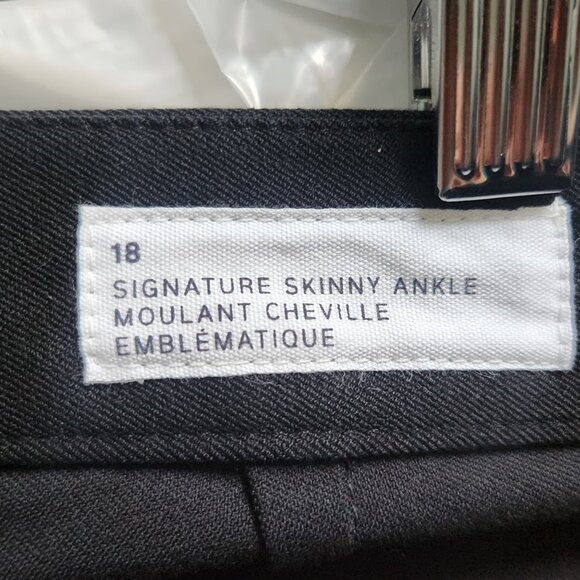 18
SIGNATURE SKINNY ANKLE
MOULANT CHEVILLE
EMBLÉMATIQUE